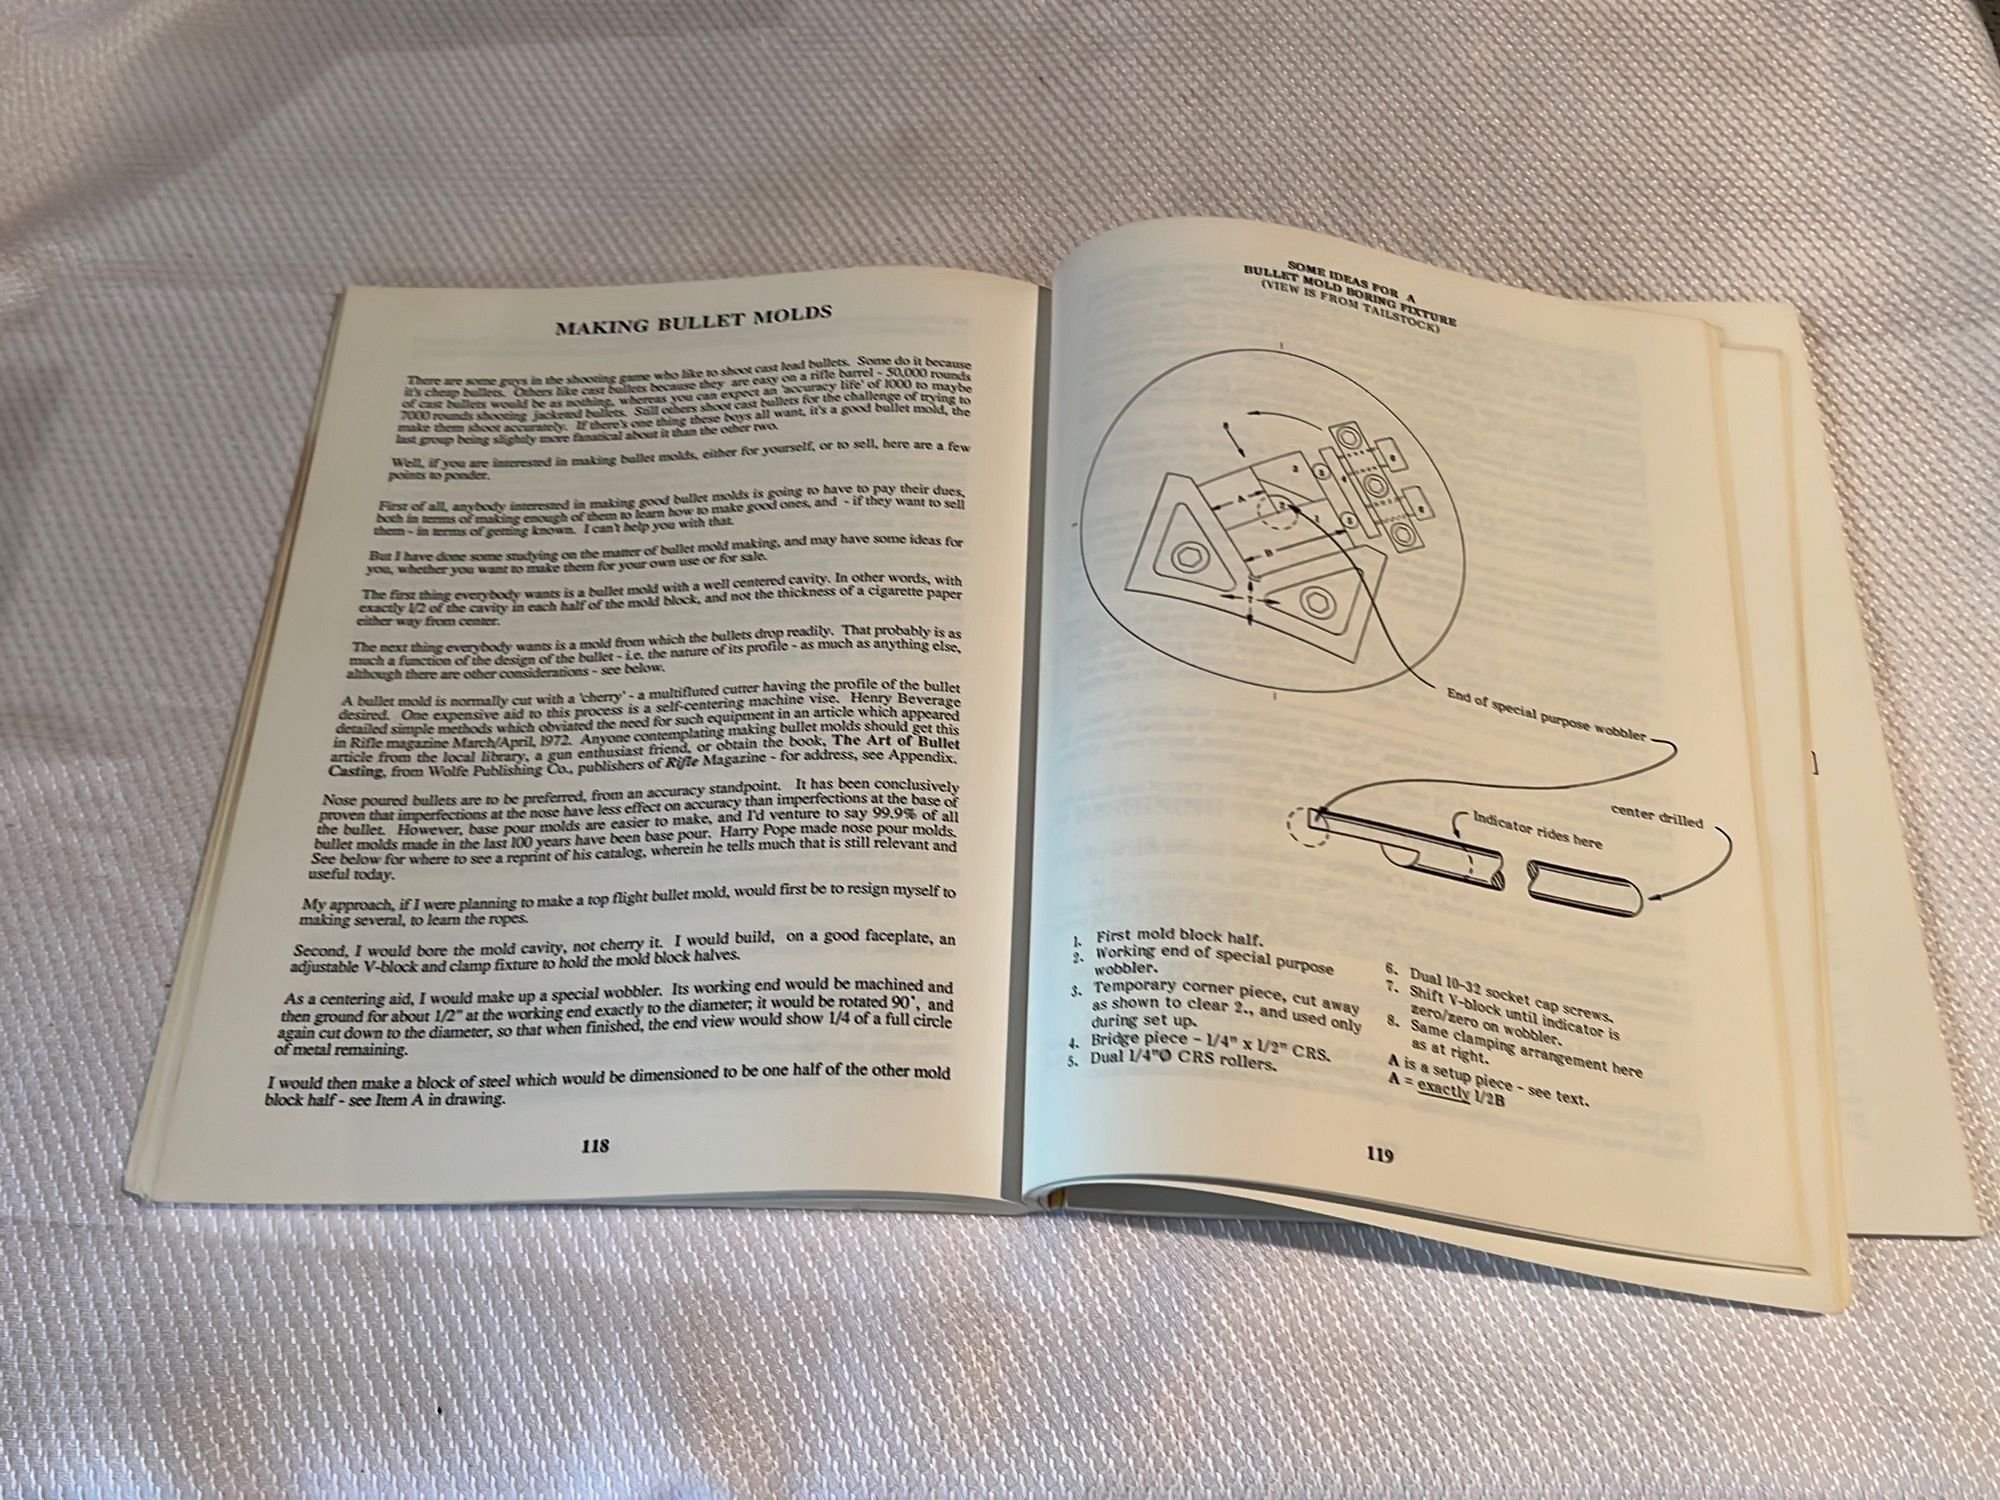 MAKING BULLET MOLDS
There are some guys in the shooting game who like to shoot cast lead bullets. Some do it because
it's cheap bullets. Others like cast bullets because they are easy on a rifle barrel - 50,000 rounds
of cast bullets would be as nothing, whereas you can expect an 'accuracy life' of 1000 to maybe
7000 rounds shooting jacketed bullets. Still others shoot cast bullets for the challenge of trying to
make them shoot accurately. If there's one thing these boys all want, it's a good bullet mold, the
last group being slightly more fanatical about it than the other two.
Well, if you are interested in making bullet molds, either for yourself, or to sell, here are a few
points to ponder.
First of all, anybody interested in making good bullet molds is going to have to pay their dues,
both in terms of making enough of them to learn how to make good ones, and - if they want to sell
them - in terms of getting known. I can't help you with that.
But I have done some studying on the matter of bullet mold making, and may have some ideas for
you, whether you want to make them for your own use or for sale.
The first thing everybody wants is a bullet mold with a well centered cavity. In other words, with
exactly 1/2 of the cavity in each half of the mold block, and not the thickness of a cigarette paper
either way from center.
The next thing everybody wants is a mold from which the bullets drop readily. That probably is as
much a function of the design of the bullet - i.e. the nature of its profile - as much as anything else,
although there are other considerations - see below.
A bullet mold is normally cut with a 'cherry' - a multifluted cutter having the profile of the bullet
desired. One expensive aid to this process is a self-centering machine vise. Henry Beverage
detailed simple methods which obviated the need for such equipment in an article which appeared
in Rifle magazine March/April, 1972. Anyone contemplating making bullet molds should get this
article from the local library, a gun enthusiast friend, or obtain the book, The Art of Bullet
Casting, from Wolfe Publishing Co., publishers of Rifle Magazine - for address, see Appendix.
Nose poured bullets are to be preferred, from an accuracy standpoint. It has been conclusively
proven that imperfections at the nose have less effect on accuracy than imperfections at the base of
the bullet. However, base pour molds are easier to make, and I'd venture to say 99.9% of all
bullet molds made in the last 100 years have been base pour. Harry Pope made nose pour molds.
See below for where to see a reprint of his catalog, wherein he tells much that is still relevant and
useful today.
My approach, if I were planning to make a top flight bullet mold, would first be to resign myself to
making several, to learn the ropes.
Second, I would bore the mold cavity, not cherry it. I would build, on a good faceplate, an
adjustable V-block and clamp fixture to hold the mold block halves.
As a centering aid, I would make up a special wobbler. Its working end would be machined and
then ground for about 1/2" at the working end exactly to the diameter; it would be rotated 90°, and
again cut down to the diameter, so that when finished, the end view would show 1/4 of a full circle
of metal remaining.
I would then make a block of steel which would be dimensioned to be one half of the other mold
block half - see Item A in drawing.
118
SOME IDEAS FOR A
BULLET MOLD BORING FIXTURE
(VIEW IS FROM TAILSTOCK)
A
B
7
End of special purpose wobbler
Indicator rides here
center drilled
1. First mold block half.
2. Working end of special purpose
wobbler.
3. Temporary corner piece, cut away
as shown to clear 2., and used only
during set up.
4. Bridge piece - 1/4" x 1/2" CRS.
5. Dual 1/4"Ø CRS rollers.
6. Dual 10-32 socket cap screws.
7. Shift V-block until indicator is
zero/zero on wobbler.
8. Same clamping arrangement here
as at right.
A is a setup piece - see text.
A = exactly 1/2B
119